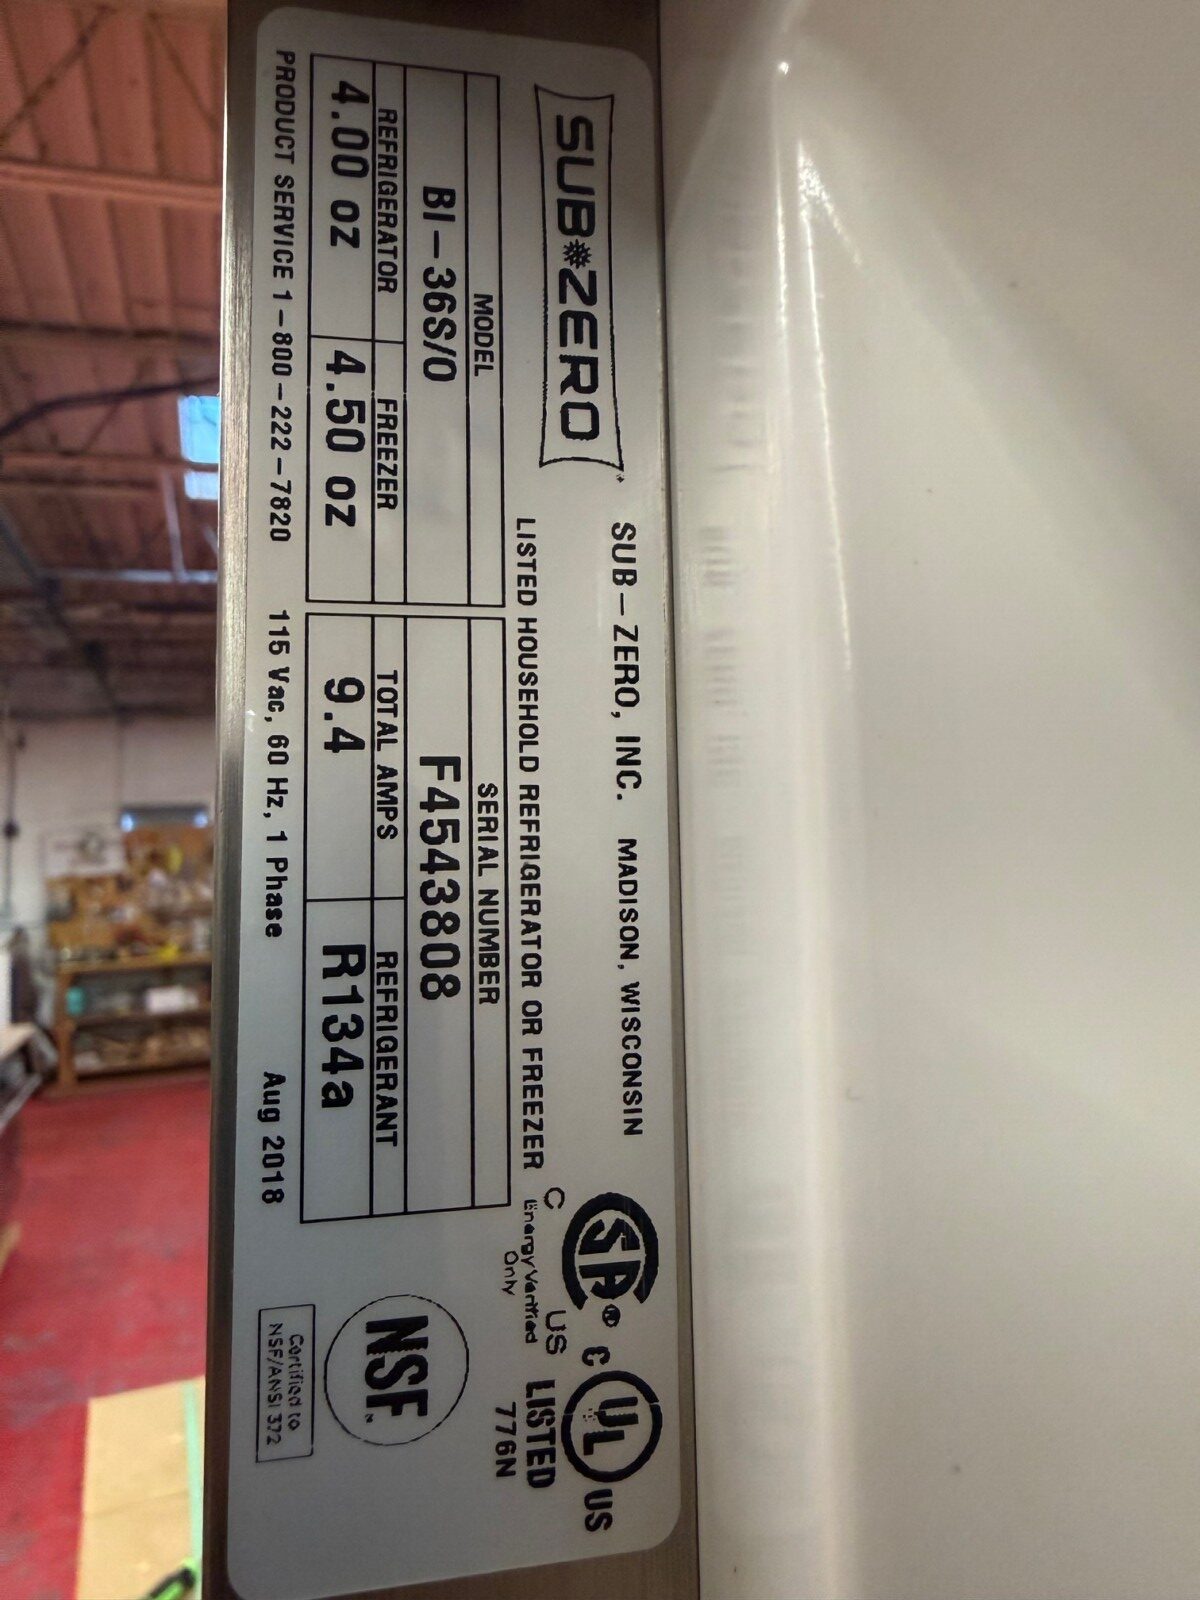 SUB ZERO
SUB-ZERO, INC. MADISON, WISCONSIN
LISTED HOUSEHOLD REFRIGERATOR OR FREEZER
MODEL
SERIAL NUMBER
BI-36S/O
F4543808
REFRIGERATOR
FREEZER
TOTAL AMPS
REFRIGERANT
4.00 oz
4.50 oz
9.4
R134a
PRODUCT SERVICE 1-800-222-7820 115 Vac, 60 Hz, 1 Phase Aug 2018
C SA® US
Energy Verified
Only
C UL US
LISTED
776N
NSF
Certified to
NSF/ANSI 372